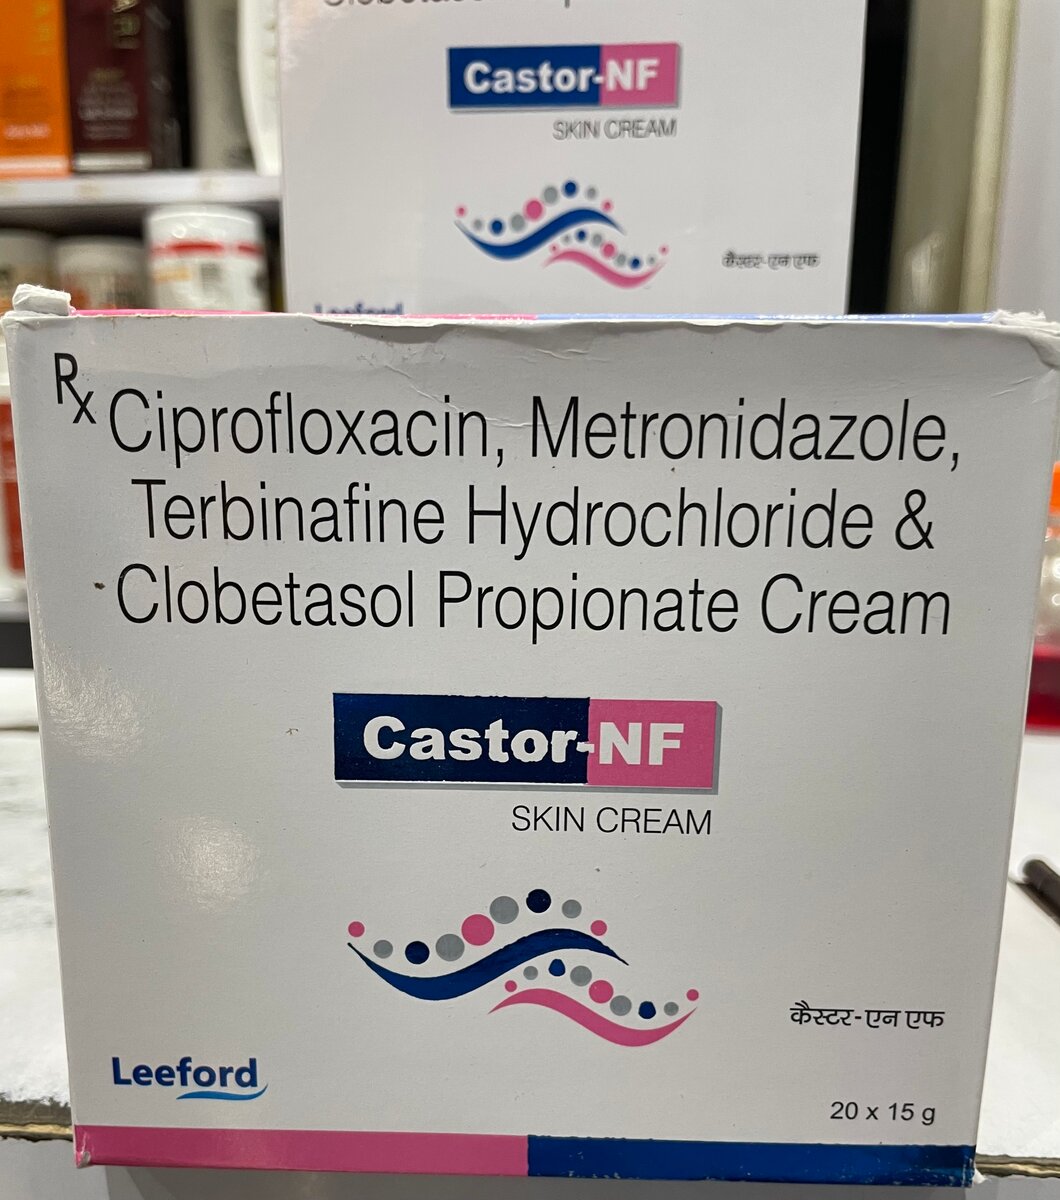 Castor-NF
SKIN CREAM
कैस्टर-एन एफ
Rx Ciprofloxacin, Metronidazole,
Terbinafine Hydrochloride &
Clobetasol Propionate Cream
Castor-NF
SKIN CREAM
कैस्टर-एन एफ
Leeford
20 x 15 g